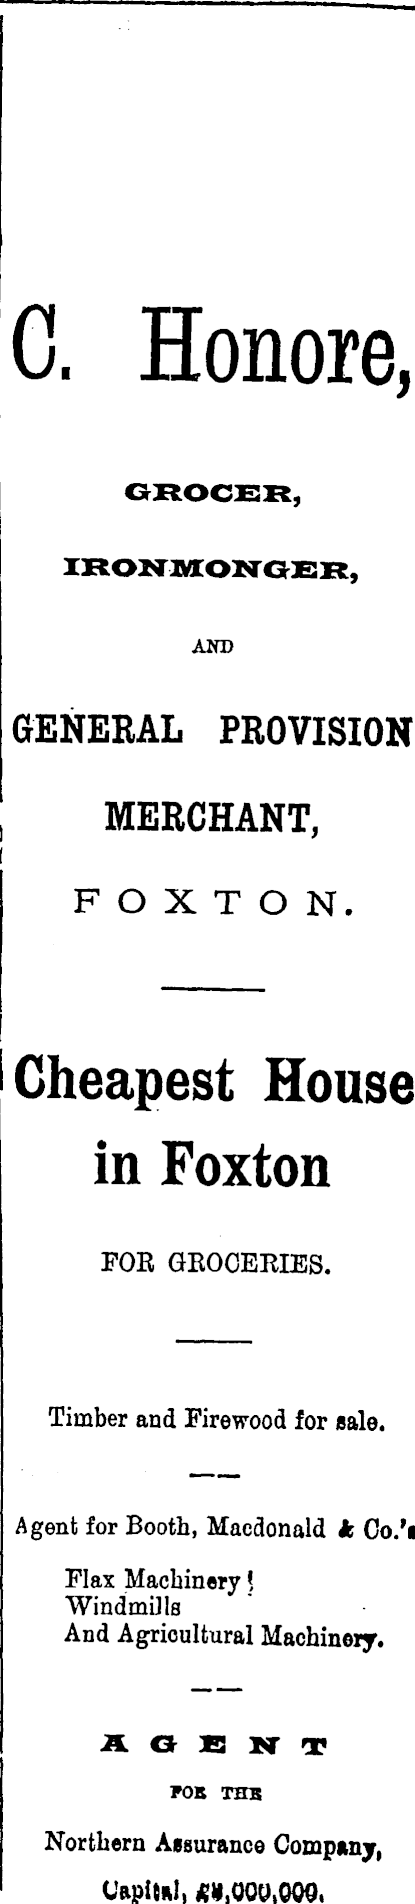 C. Honore,
GROCER,
IRONMONGER,
AND
GENERAL PROVISION
MERCHANT,
FOXTON.
Cheapest House
in Foxton
FOR GROCERIES.
Timber and Firewood for sale.
Agent for Booth, Macdonald & Co.'s
Flax Machinery!
Windmills
And Agricultural Machinery.
AGENT
FOR THE
Northern Assurance Company,
Capital,